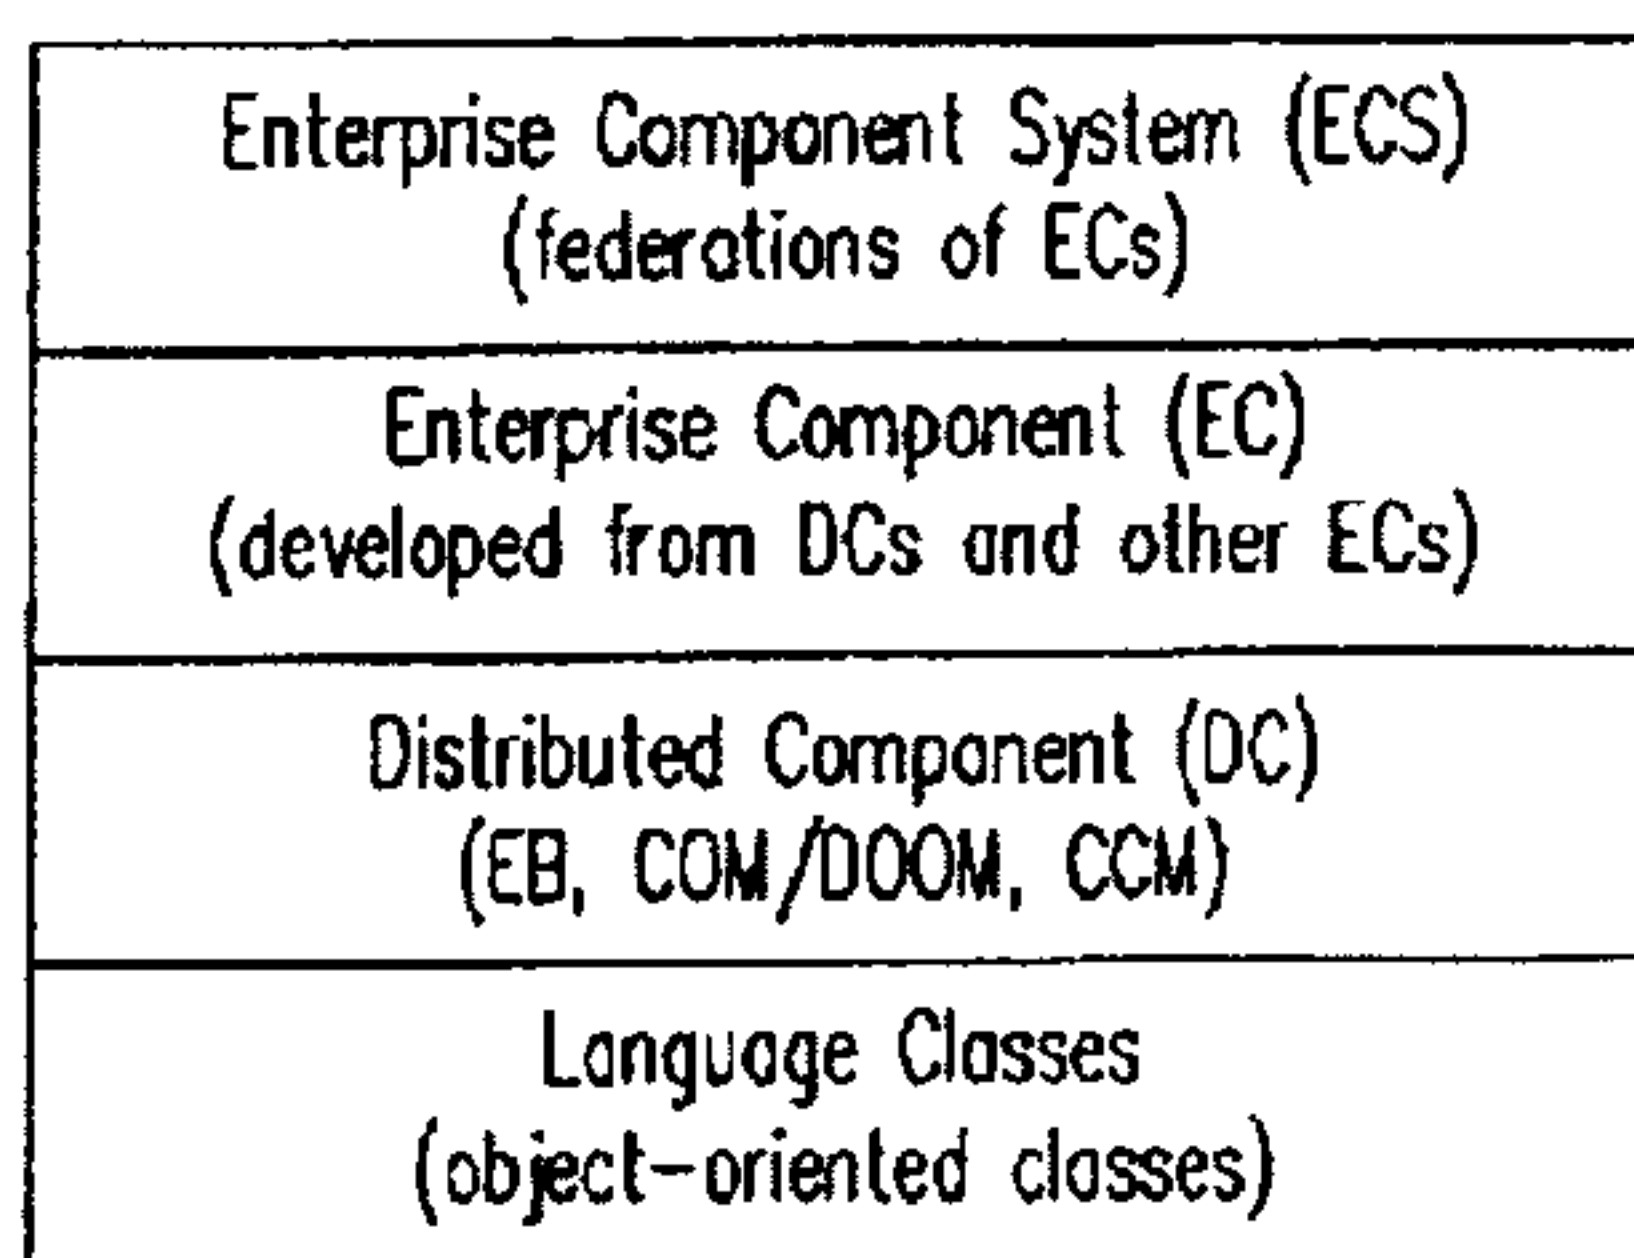 Enterprise Component System (ECS)
(federations of ECs)
Enterprise Component (EC)
(developed from DCs and other ECs)
Distributed Component (DC)
(EB, COM/DOOM, CCM)
Language Classes
(object-oriented classes)